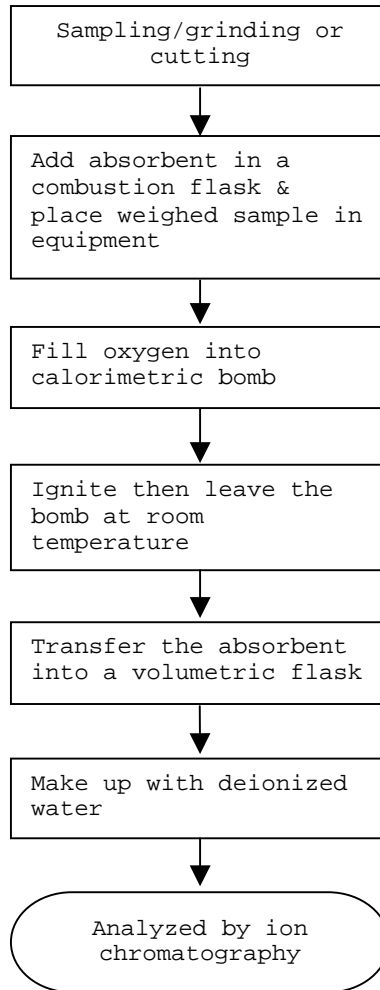 Sampling/grinding or
cutting
Add absorbent in a
combustion flask &
place weighed sample in
equipment
Fill oxygen into
calorimetric bomb
Ignite then leave the
bomb at room
temperature
Transfer the absorbent
into a volumetric flask
Make up with deionized
water
Analyzed by ion
chromatography